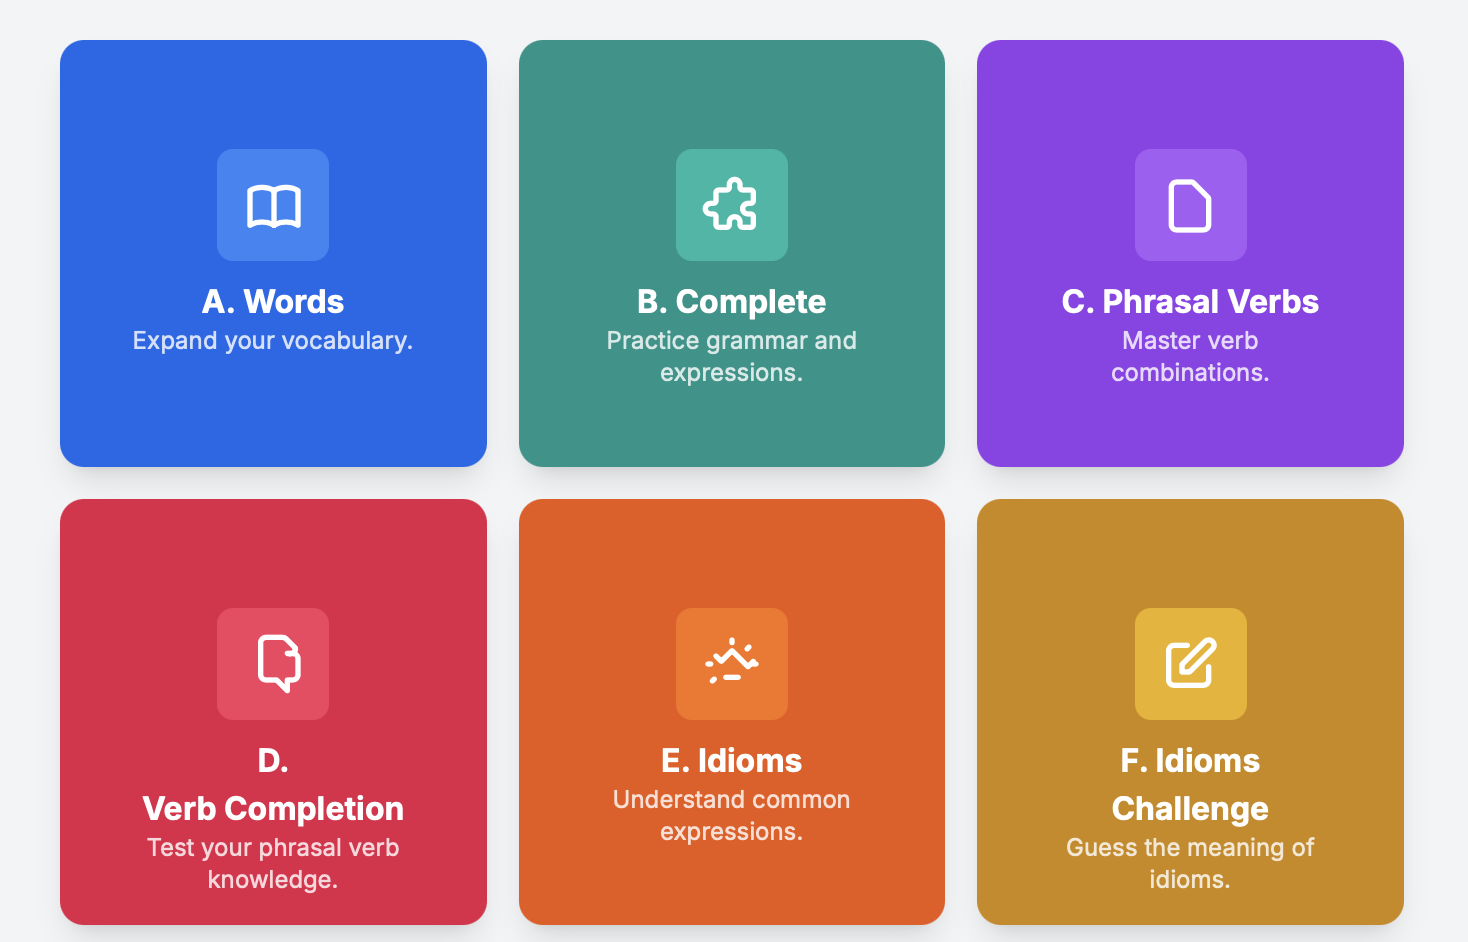 A. Words
Expand your vocabulary.
B. Complete
Practice grammar and
expressions.
C. Phrasal Verbs
Master verb
combinations.
D.
Verb Completion
Test your phrasal verb
knowledge.
E. Idioms
Understand common
expressions.
F. Idioms
Challenge
Guess the meaning of
idioms.